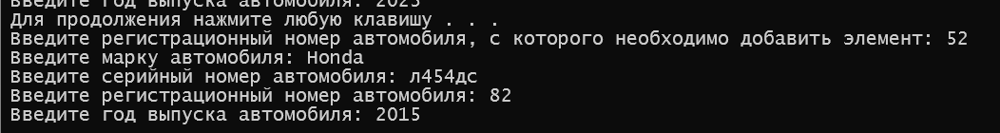 Введите год выпуска автомобиля: 2025
Для продолжения нажмите любую клавишу . . .
Введите регистрационный номер автомобиля, с которого необходимо добавить элемент: 52
Введите марку автомобиля: Honda
Введите серийный номер автомобиля: л454дс
Введите регистрационный номер автомобиля: 82
Введите год выпуска автомобиля: 2015